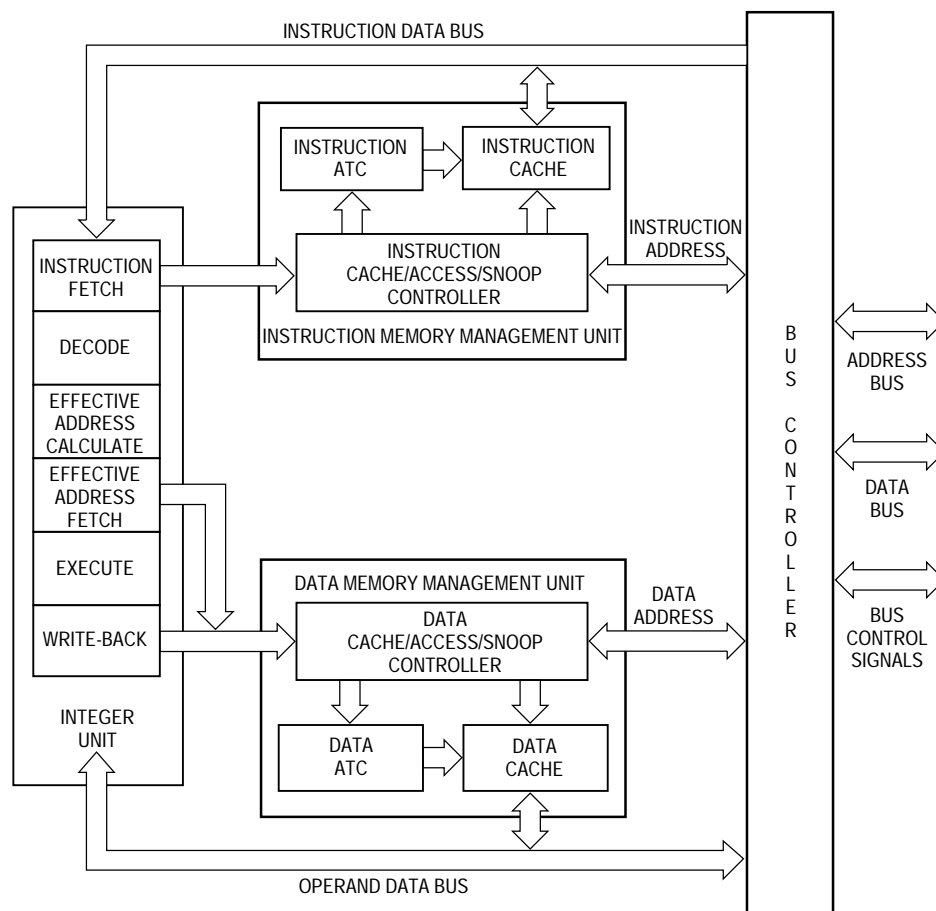 INSTRUCTION DATA BUS
INSTRUCTION
ATC
INSTRUCTION
CACHE
INSTRUCTION
CACHE/ACCESS/SNOOP
CONTROLLER
INSTRUCTION MEMORY MANAGEMENT UNIT
INSTRUCTION
ADDRESS
INSTRUCTION
FETCH
DECODE
EFFECTIVE
ADDRESS
CALCULATE
EFFECTIVE
ADDRESS
FETCH
EXECUTE
WRITE-BACK
INTEGER
UNIT
DATA MEMORY MANAGEMENT UNIT
DATA
CACHE/ACCESS/SNOOP
CONTROLLER
DATA
ATC
DATA
CACHE
DATA
ADDRESS
OPERAND DATA BUS
BUS CONTROLLER
ADDRESS
BUS
DATA
BUS
BUS
CONTROL
SIGNALS